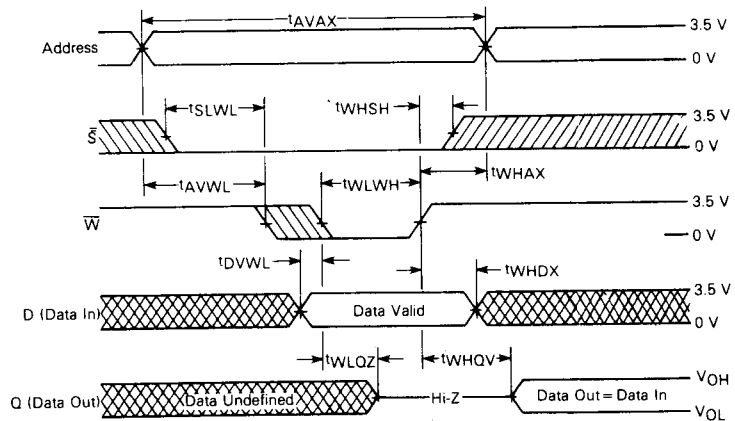 tAVAX
Address
3.5 V
0 V
tSLWL
tWHSH
S̄
3.5 V
0 V
tAVWL
tWLWH
tWHAX
W̄
3.5 V
0 V
tDVWL
tWHDX
D (Data In)
Data Valid
3.5 V
0 V
tWLQZ
tWHQV
Q (Data Out)
Data Undefined
Hi-Z
Data Out = Data In
VOH
VOL